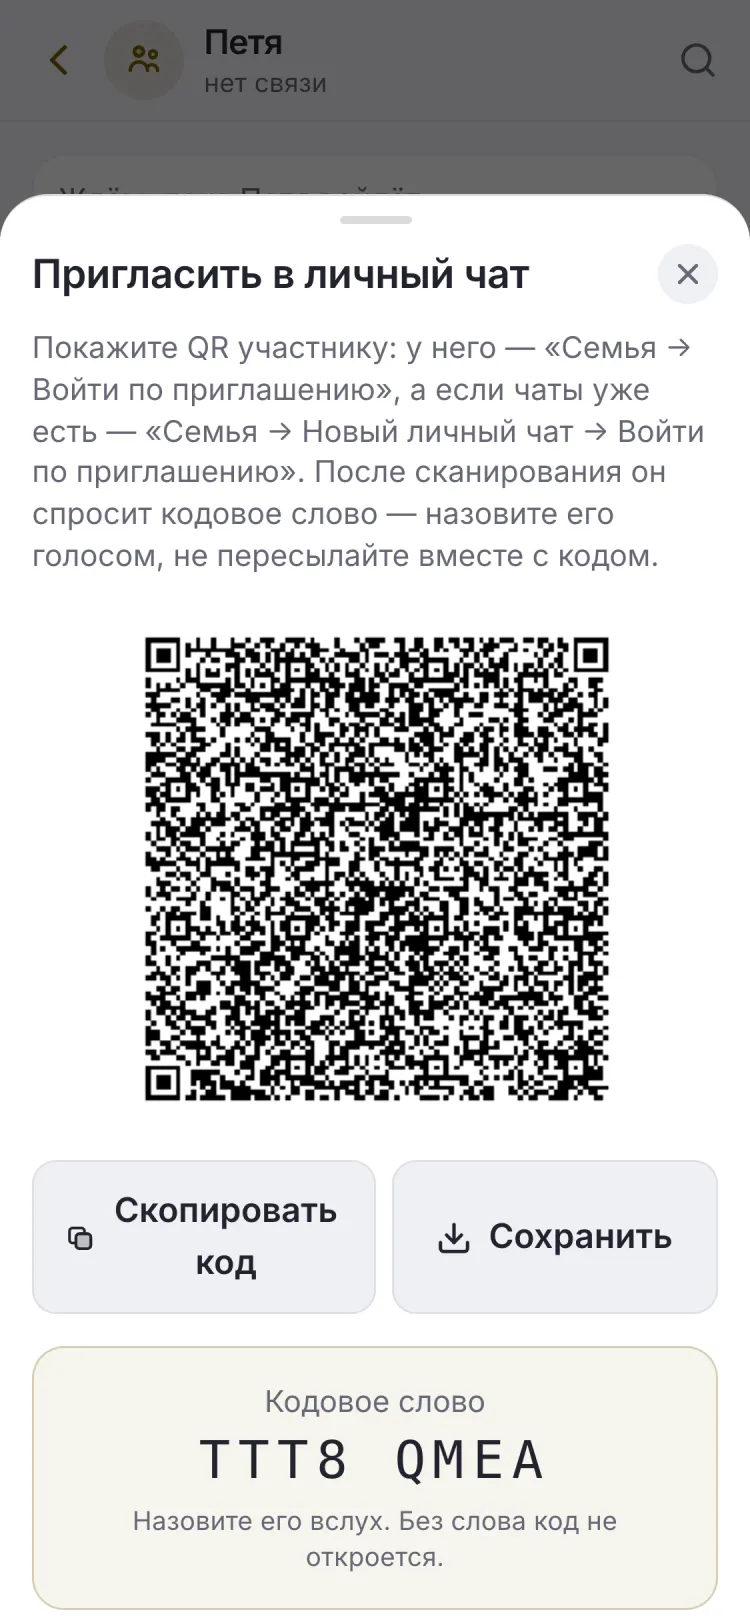 Петя
нет связи
Пригласить в личный чат
Покажите QR участнику: у него — «Семья →
Войти по приглашению», а если чаты уже
есть — «Семья → Новый личный чат → Войти
по приглашению». После сканирования он
спросит кодовое слово — назовите его
голосом, не пересылайте вместе с кодом.
Скопировать
код
Сохранить
Кодовое слово
TTT8 QMEA
Назовите его вслух. Без слова код не
откроется.